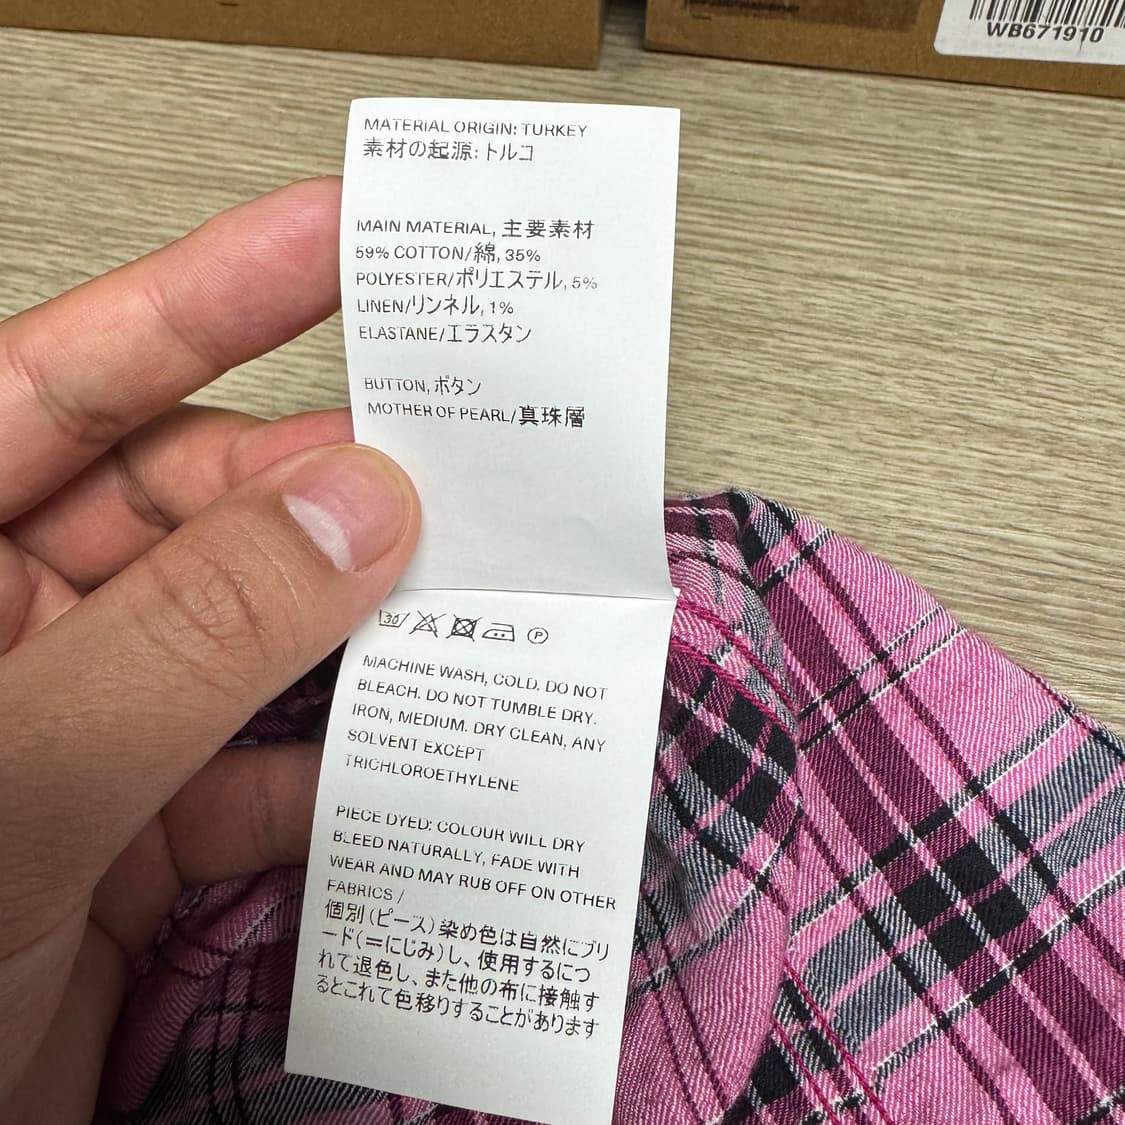 WB671910
MATERIAL ORIGIN: TURKEY
素材の起源: トルコ
MAIN MATERIAL, 主要素材
59% COTTON/綿, 35%
POLYESTER/ポリエステル, 5%
LINEN/リンネル, 1%
ELASTANE/エラスタン
BUTTON, ボタン
MOTHER OF PEARL/真珠層
30 P
MACHINE WASH, COLD. DO NOT
BLEACH. DO NOT TUMBLE DRY.
IRON, MEDIUM. DRY CLEAN, ANY
SOLVENT EXCEPT
TRICHLOROETHYLENE
PIECE DYED: COLOUR WILL DRY
BLEED NATURALLY, FADE WITH
WEAR AND MAY RUB OFF ON OTHER
FABRICS /
個別(ピース)染め色は自然にブリ
ード(=にじみ)し、使用するにつ
れて退色し、また他の布に接触す
るとこれて色移りすることがあります